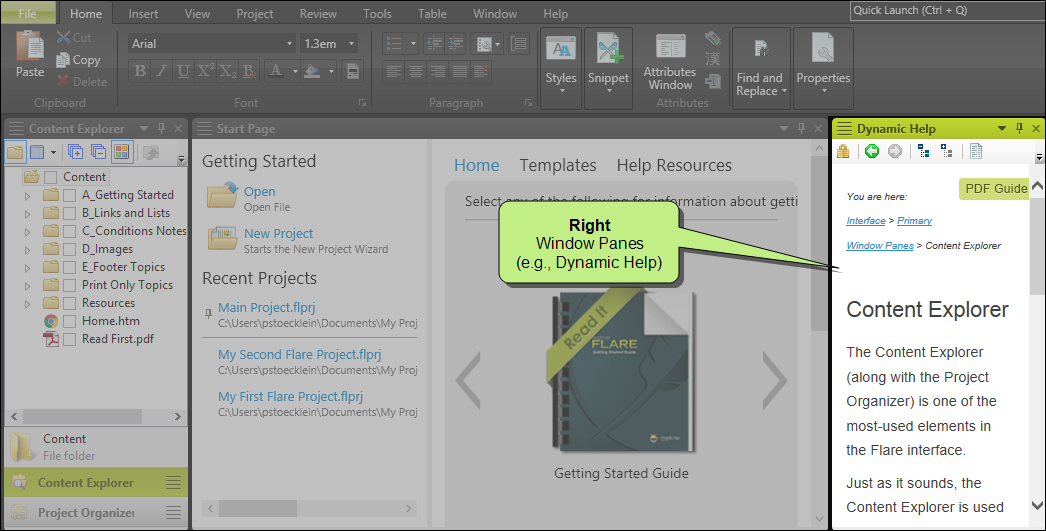 File Home Insert View Project Review Tools Table Window Help Quick Launch (Ctrl + Q)
Paste
Cut
Copy
Delete
Clipboard
Arial 1.3em
B I U X² X₂ B A
Font
Paragraph
Styles
Snippet
Attributes
Window
漢
Attributes
Find and
Replace
Properties
Content Explorer
Content
A_Getting Started
B_Links and Lists
C_Conditions Notes
D_Images
E_Footer Topics
Print Only Topics
Resources
Home.htm
Read First.pdf
Content
File folder
Content Explorer
Project Organizer
Start Page
Getting Started
Open
Open File
New Project
Starts the New Project Wizard
Recent Projects
Main Project.flprj
C:\Users\pstoecklein\Documents\My Proj
My Second Flare Project.flprj
C:\Users\pstoecklein\Documents\My Proj
My First Flare Project.flprj
C:\Users\pstoecklein\Documents\My Proj
Home Templates Help Resources
Select any of the following for information about getti
Right
Window Panes
(e.g., Dynamic Help)
Read It
FLARE
Getting Started Guide
Getting Started Guide
Dynamic Help
PDF Guide
You are here:
Interface > Primary
Window Panes > Content Explorer
Content Explorer
The Content Explorer
(along with the Project
Organizer) is one of the
most-used elements in
the Flare interface.
Just as it sounds, the
Content Explorer is used